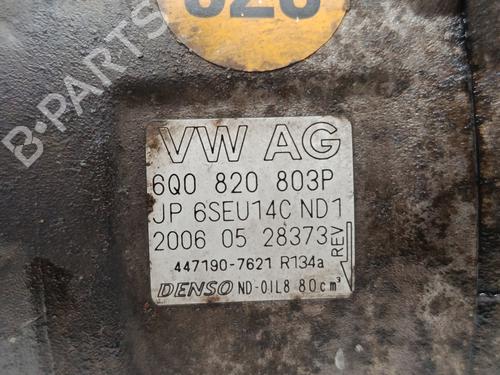 626
B-PARTS
VW AG
6Q0 820 803P
JP 6SEU14C ND1
2006 05 28373
REV
447190-7621 R134a
DENSO ND-OIL8 80cm³